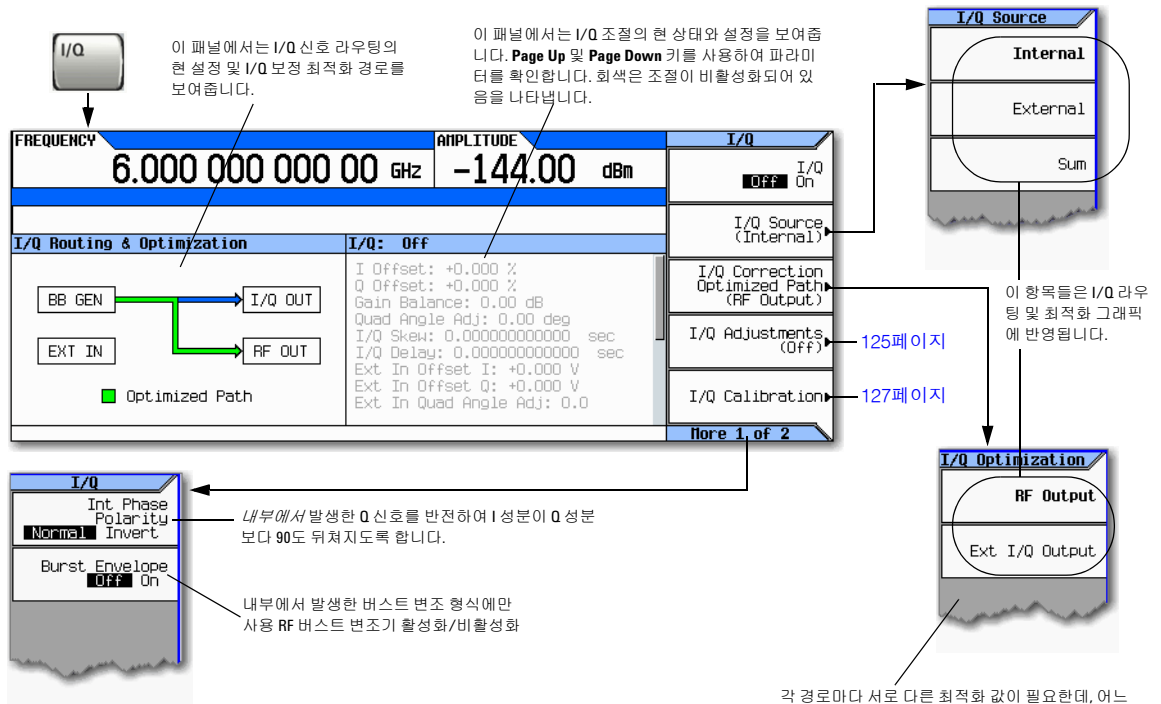 I/Q
이 패널에서는 I/Q 신호 라우팅의
현 설정 및 I/Q 보정 최적화 경로를
보여줍니다.
이 패널에서는 I/Q 조절의 현 상태와 설정을 보여줍
니다. Page Up 및 Page Down 키를 사용하여 파라미
터를 확인합니다. 회색은 조절이 비활성화되어 있
음을 나타냅니다.
I/Q Source
Internal
External
Sum
FREQUENCY
6.000 000 000 00 GHz
AMPLITUDE
-144.00 dBm
I/Q Routing & Optimization
BB GEN
I/Q OUT
EXT IN
RF OUT
Optimized Path
I/Q: Off
I Offset: +0.000 %
Q Offset: +0.000 %
Gain Balance: 0.00 dB
Quad Angle Adj: 0.00 deg
I/Q Skew: 0.000000000000 sec
I/Q Delay: 0.000000000000 sec
Ext In Offset I: +0.000 V
Ext In Offset Q: +0.000 V
Ext In Quad Angle Adj: 0.0
I/Q
I/Q
Off On
I/Q Source
(Internal)
I/Q Correction
Optimized Path
(RF Output)
I/Q Adjustments
(Off)
I/Q Calibration
More 1 of 2
125페이지
127페이지
이 항목들은 I/Q 라우
팅 및 최적화 그래픽
에 반영됩니다.
I/Q Optimization
RF Output
Ext I/Q Output
I/Q
Int Phase
Polarity
Normal Invert
Burst Envelope
Off On
내부에서 발생한 Q 신호를 반전하여 I 성분이 Q 성분
보다 90도 뒤쳐지도록 합니다.
내부에서 발생한 버스트 변조 형식에만
사용 RF 버스트 변조기 활성화/비활성화
각 경로마다 서로 다른 최적화 값이 필요한데, 어느